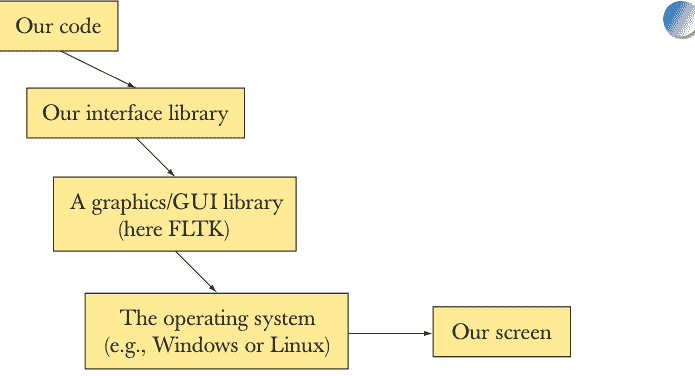 Our code
Our interface library
A graphics/GUI library
(here FLTK)
The operating system
(e.g., Windows or Linux)
Our screen